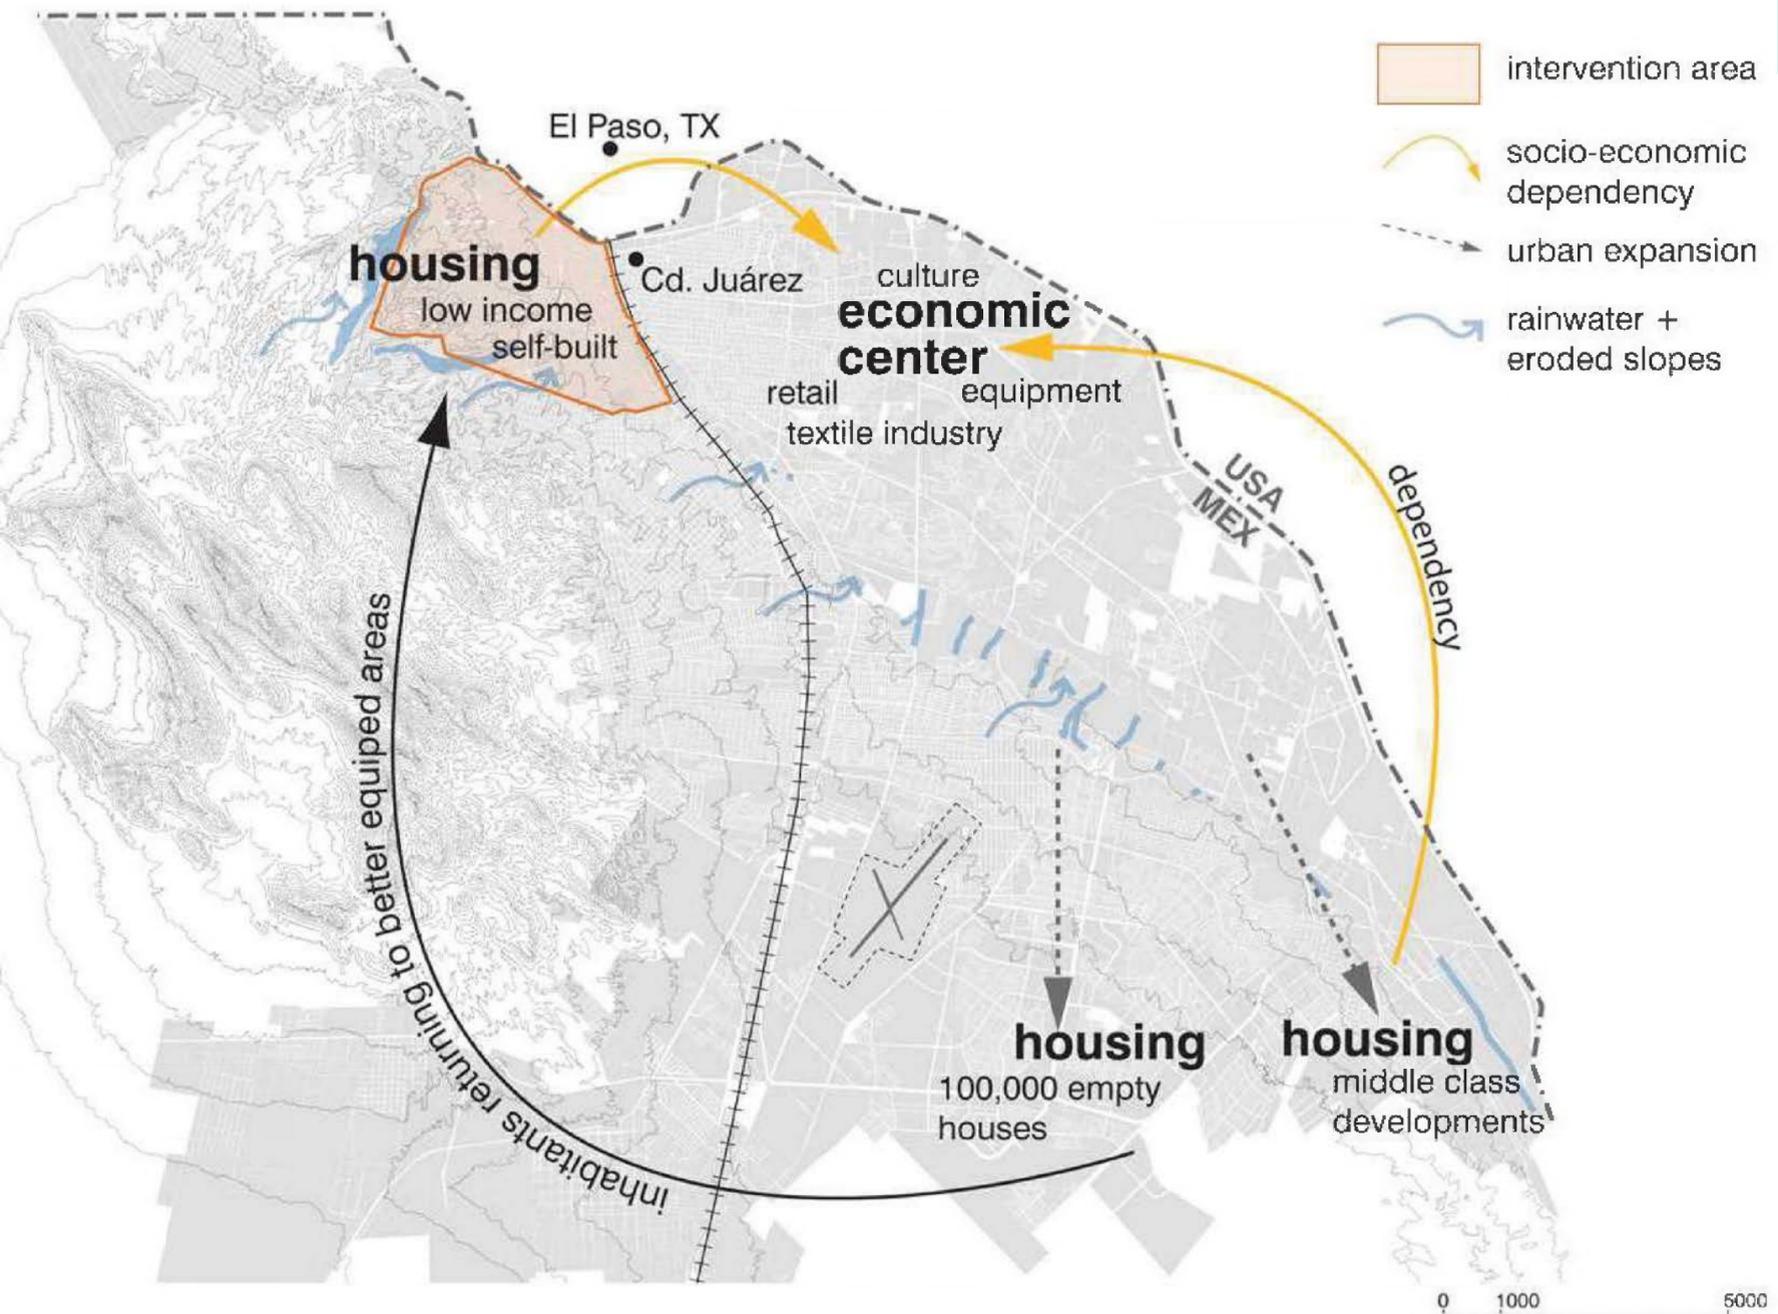 El Paso, TX
intervention area
socio-economic
dependency
urban expansion
rainwater +
eroded slopes
housing
low income
self-built
Cd. Juárez
culture
economic
center
retail
equipment
textile industry
USA
MEX
dependency
inhabitants returning to better equiped areas
housing
100,000 empty
houses
housing
middle class
developments
0 1000 5000